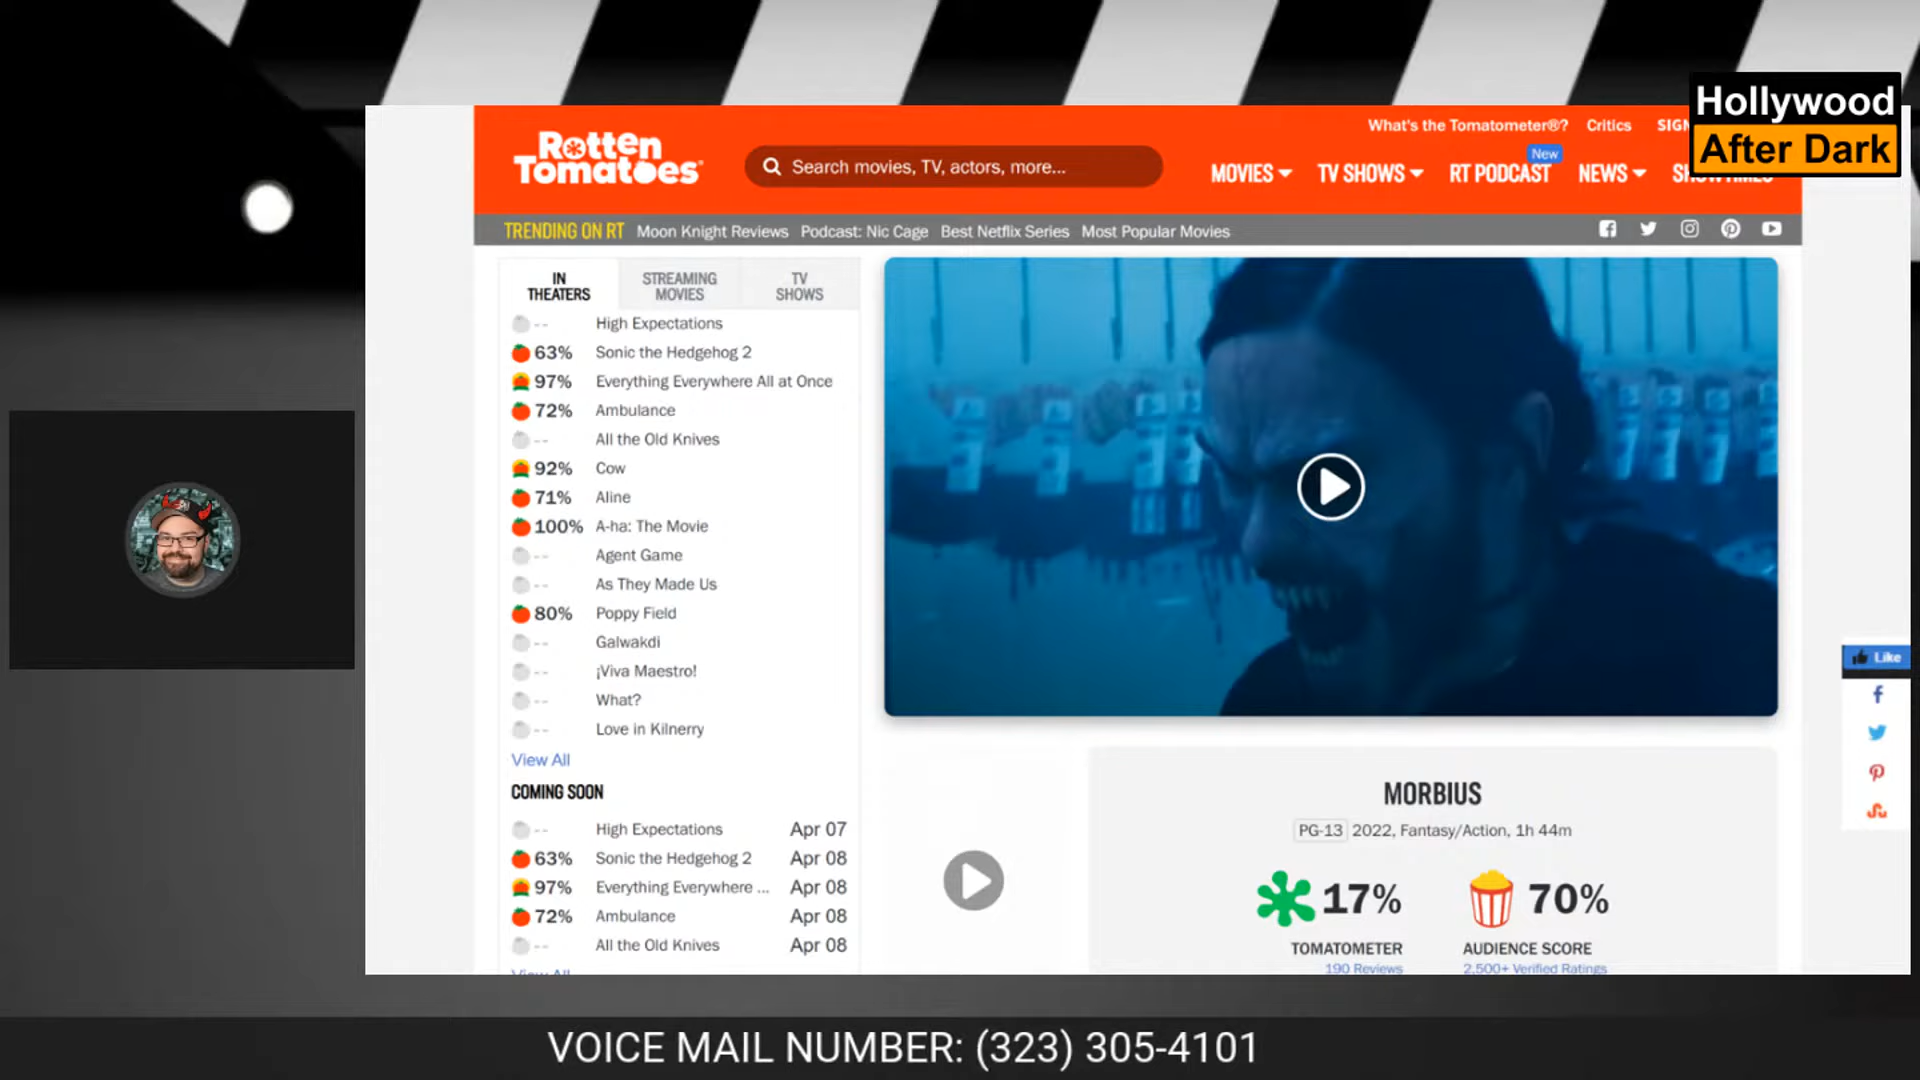 Hollywood
After Dark
Rotten
Tomatoes
Search movies, TV, actors, more...
What's the Tomatometer®? Critics SIGN
MOVIES TV SHOWS RT PODCAST New NEWS SHOWTIMES
TRENDING ON RT Moon Knight Reviews Podcast: Nic Cage Best Netflix Series Most Popular Movies
IN THEATERS STREAMING MOVIES TV SHOWS
-- High Expectations
63% Sonic the Hedgehog 2
97% Everything Everywhere All at Once
72% Ambulance
-- All the Old Knives
92% Cow
71% Aline
100% A-ha: The Movie
-- Agent Game
-- As They Made Us
80% Poppy Field
-- Galwakdi
-- ¡Viva Maestro!
-- What?
-- Love in Kilnerry
View All
COMING SOON
-- High Expectations Apr 07
63% Sonic the Hedgehog 2 Apr 08
97% Everything Everywhere ... Apr 08
72% Ambulance Apr 08
-- All the Old Knives Apr 08
View All
MORBIUS
PG-13 2022, Fantasy/Action, 1h 44m
17% 70%
TOMATOMETER AUDIENCE SCORE
190 Reviews 2,500+ Verified Ratings
Like
VOICE MAIL NUMBER: (323) 305-4101